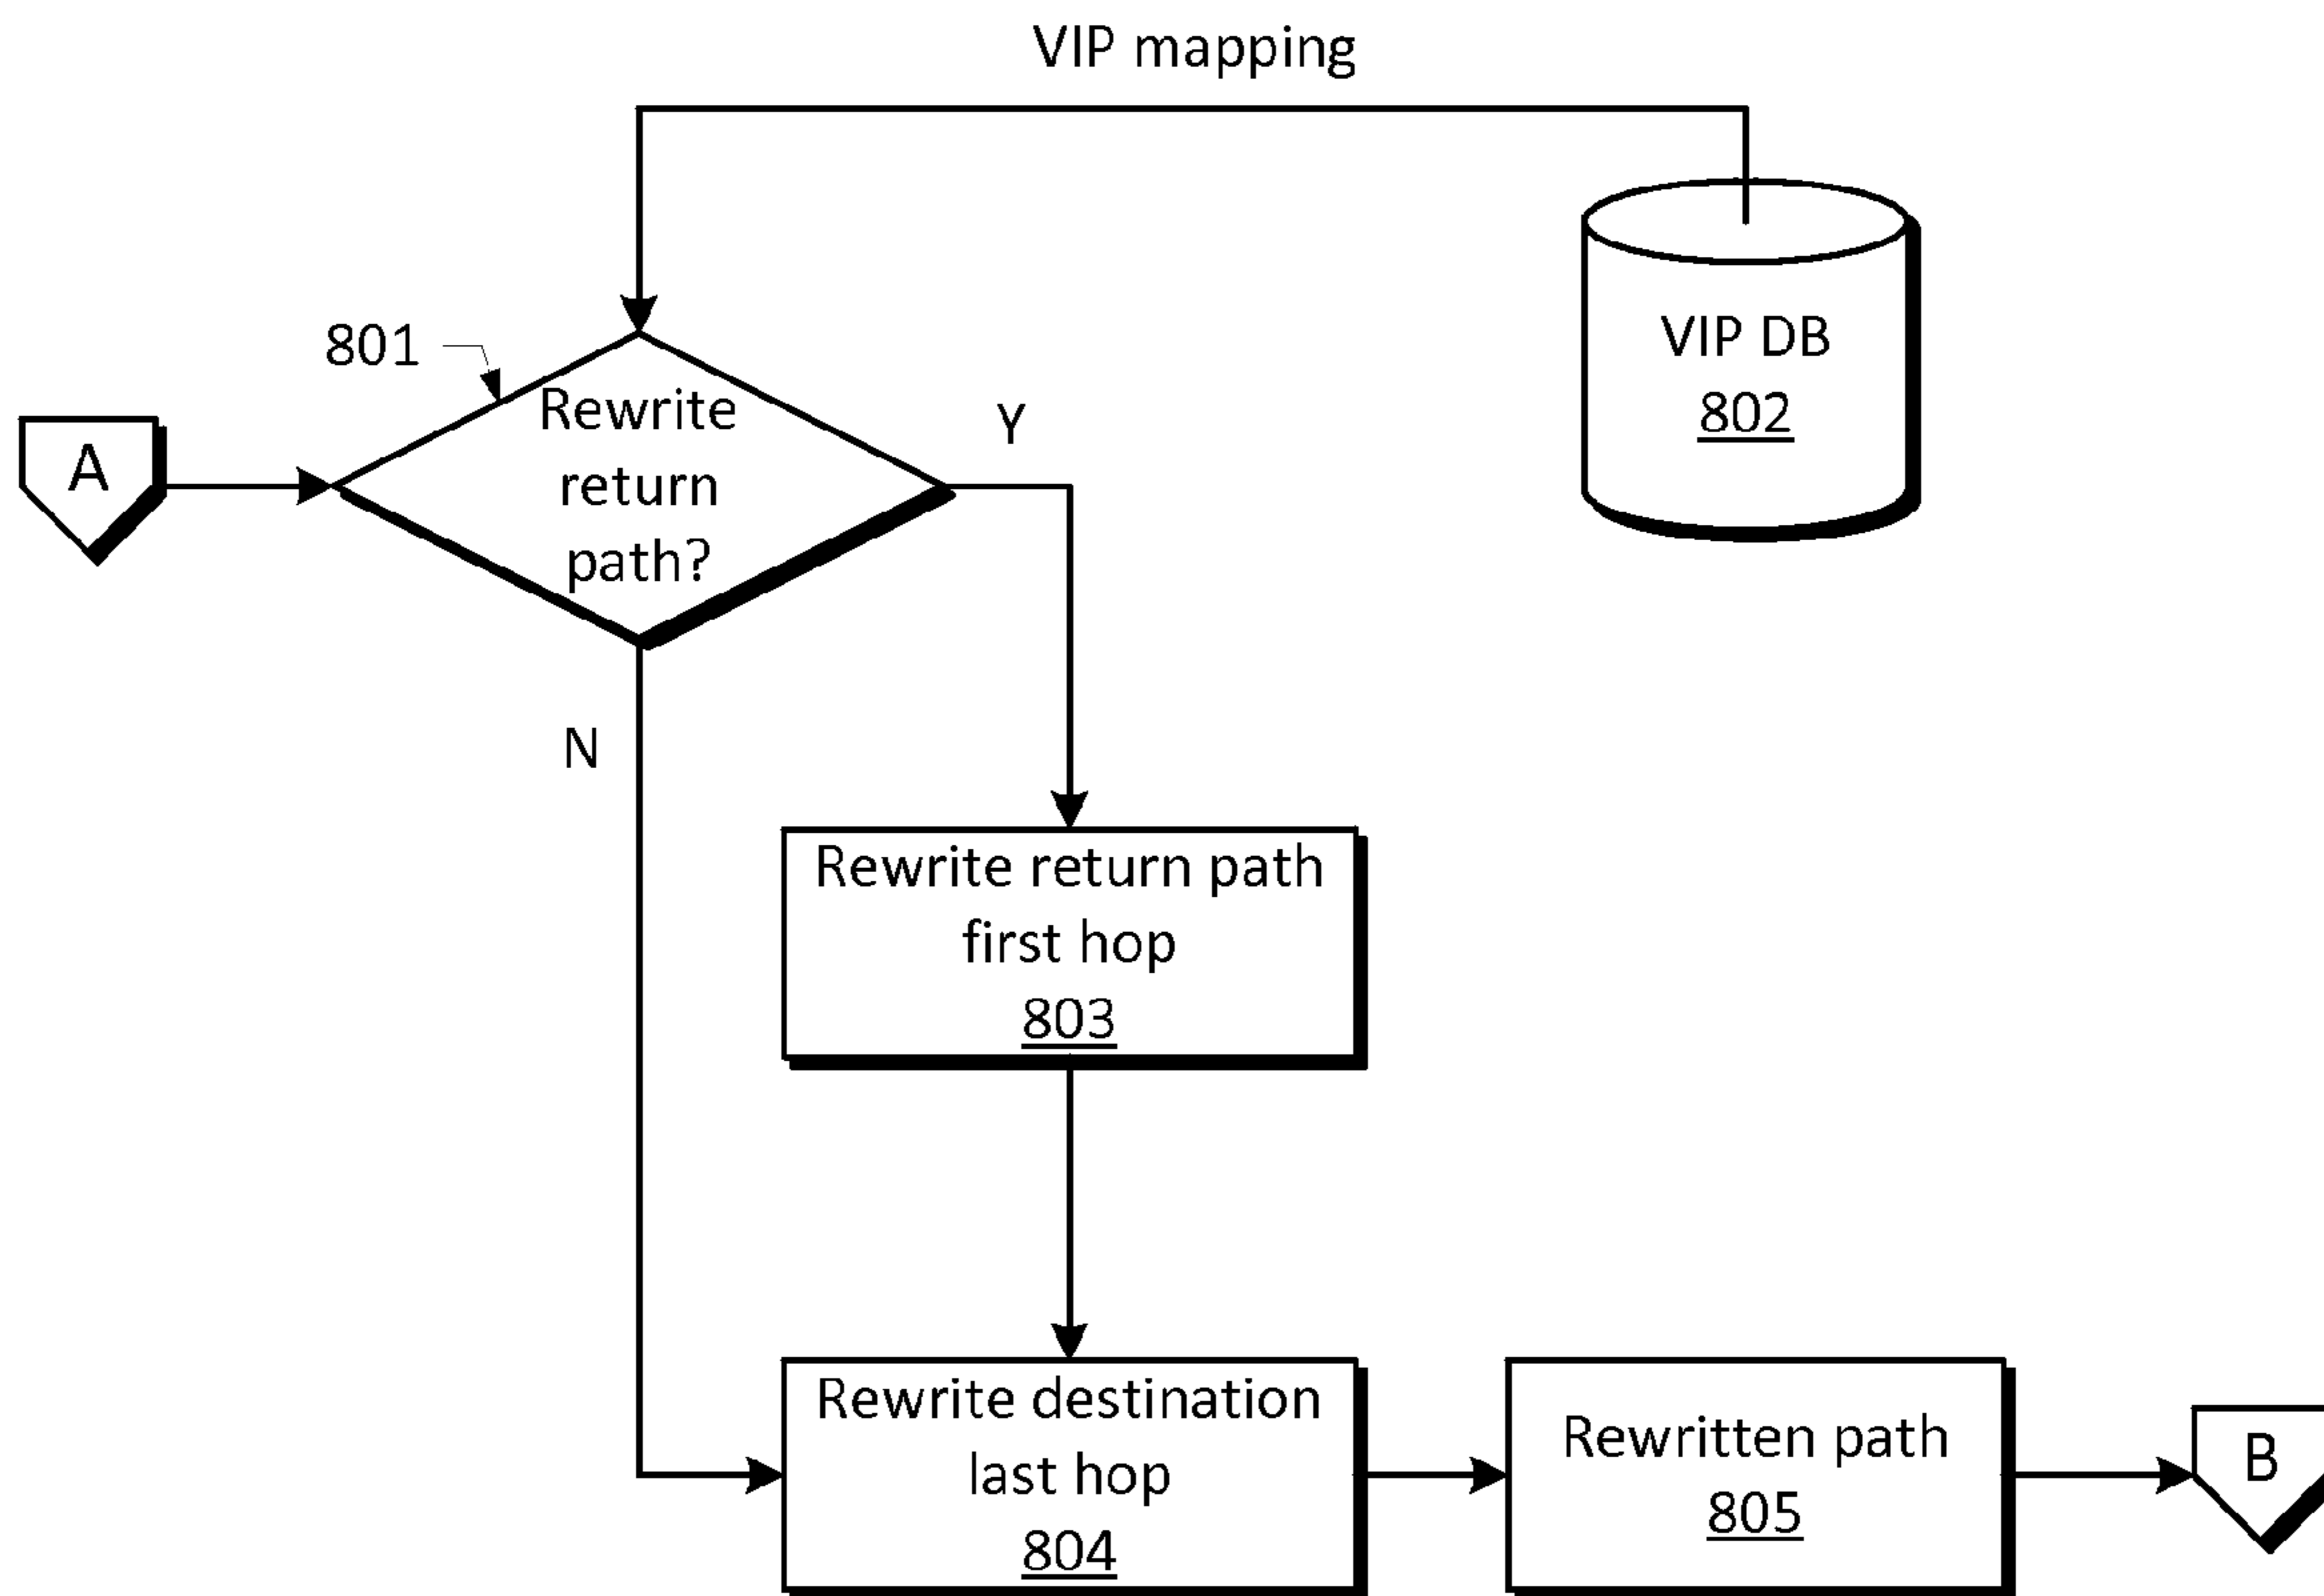 VIP mapping
801
VIP DB
802
A
Rewrite
return
path?
Y
N
Rewrite return path
first hop
803
Rewrite destination
last hop
804
Rewritten path
805
B